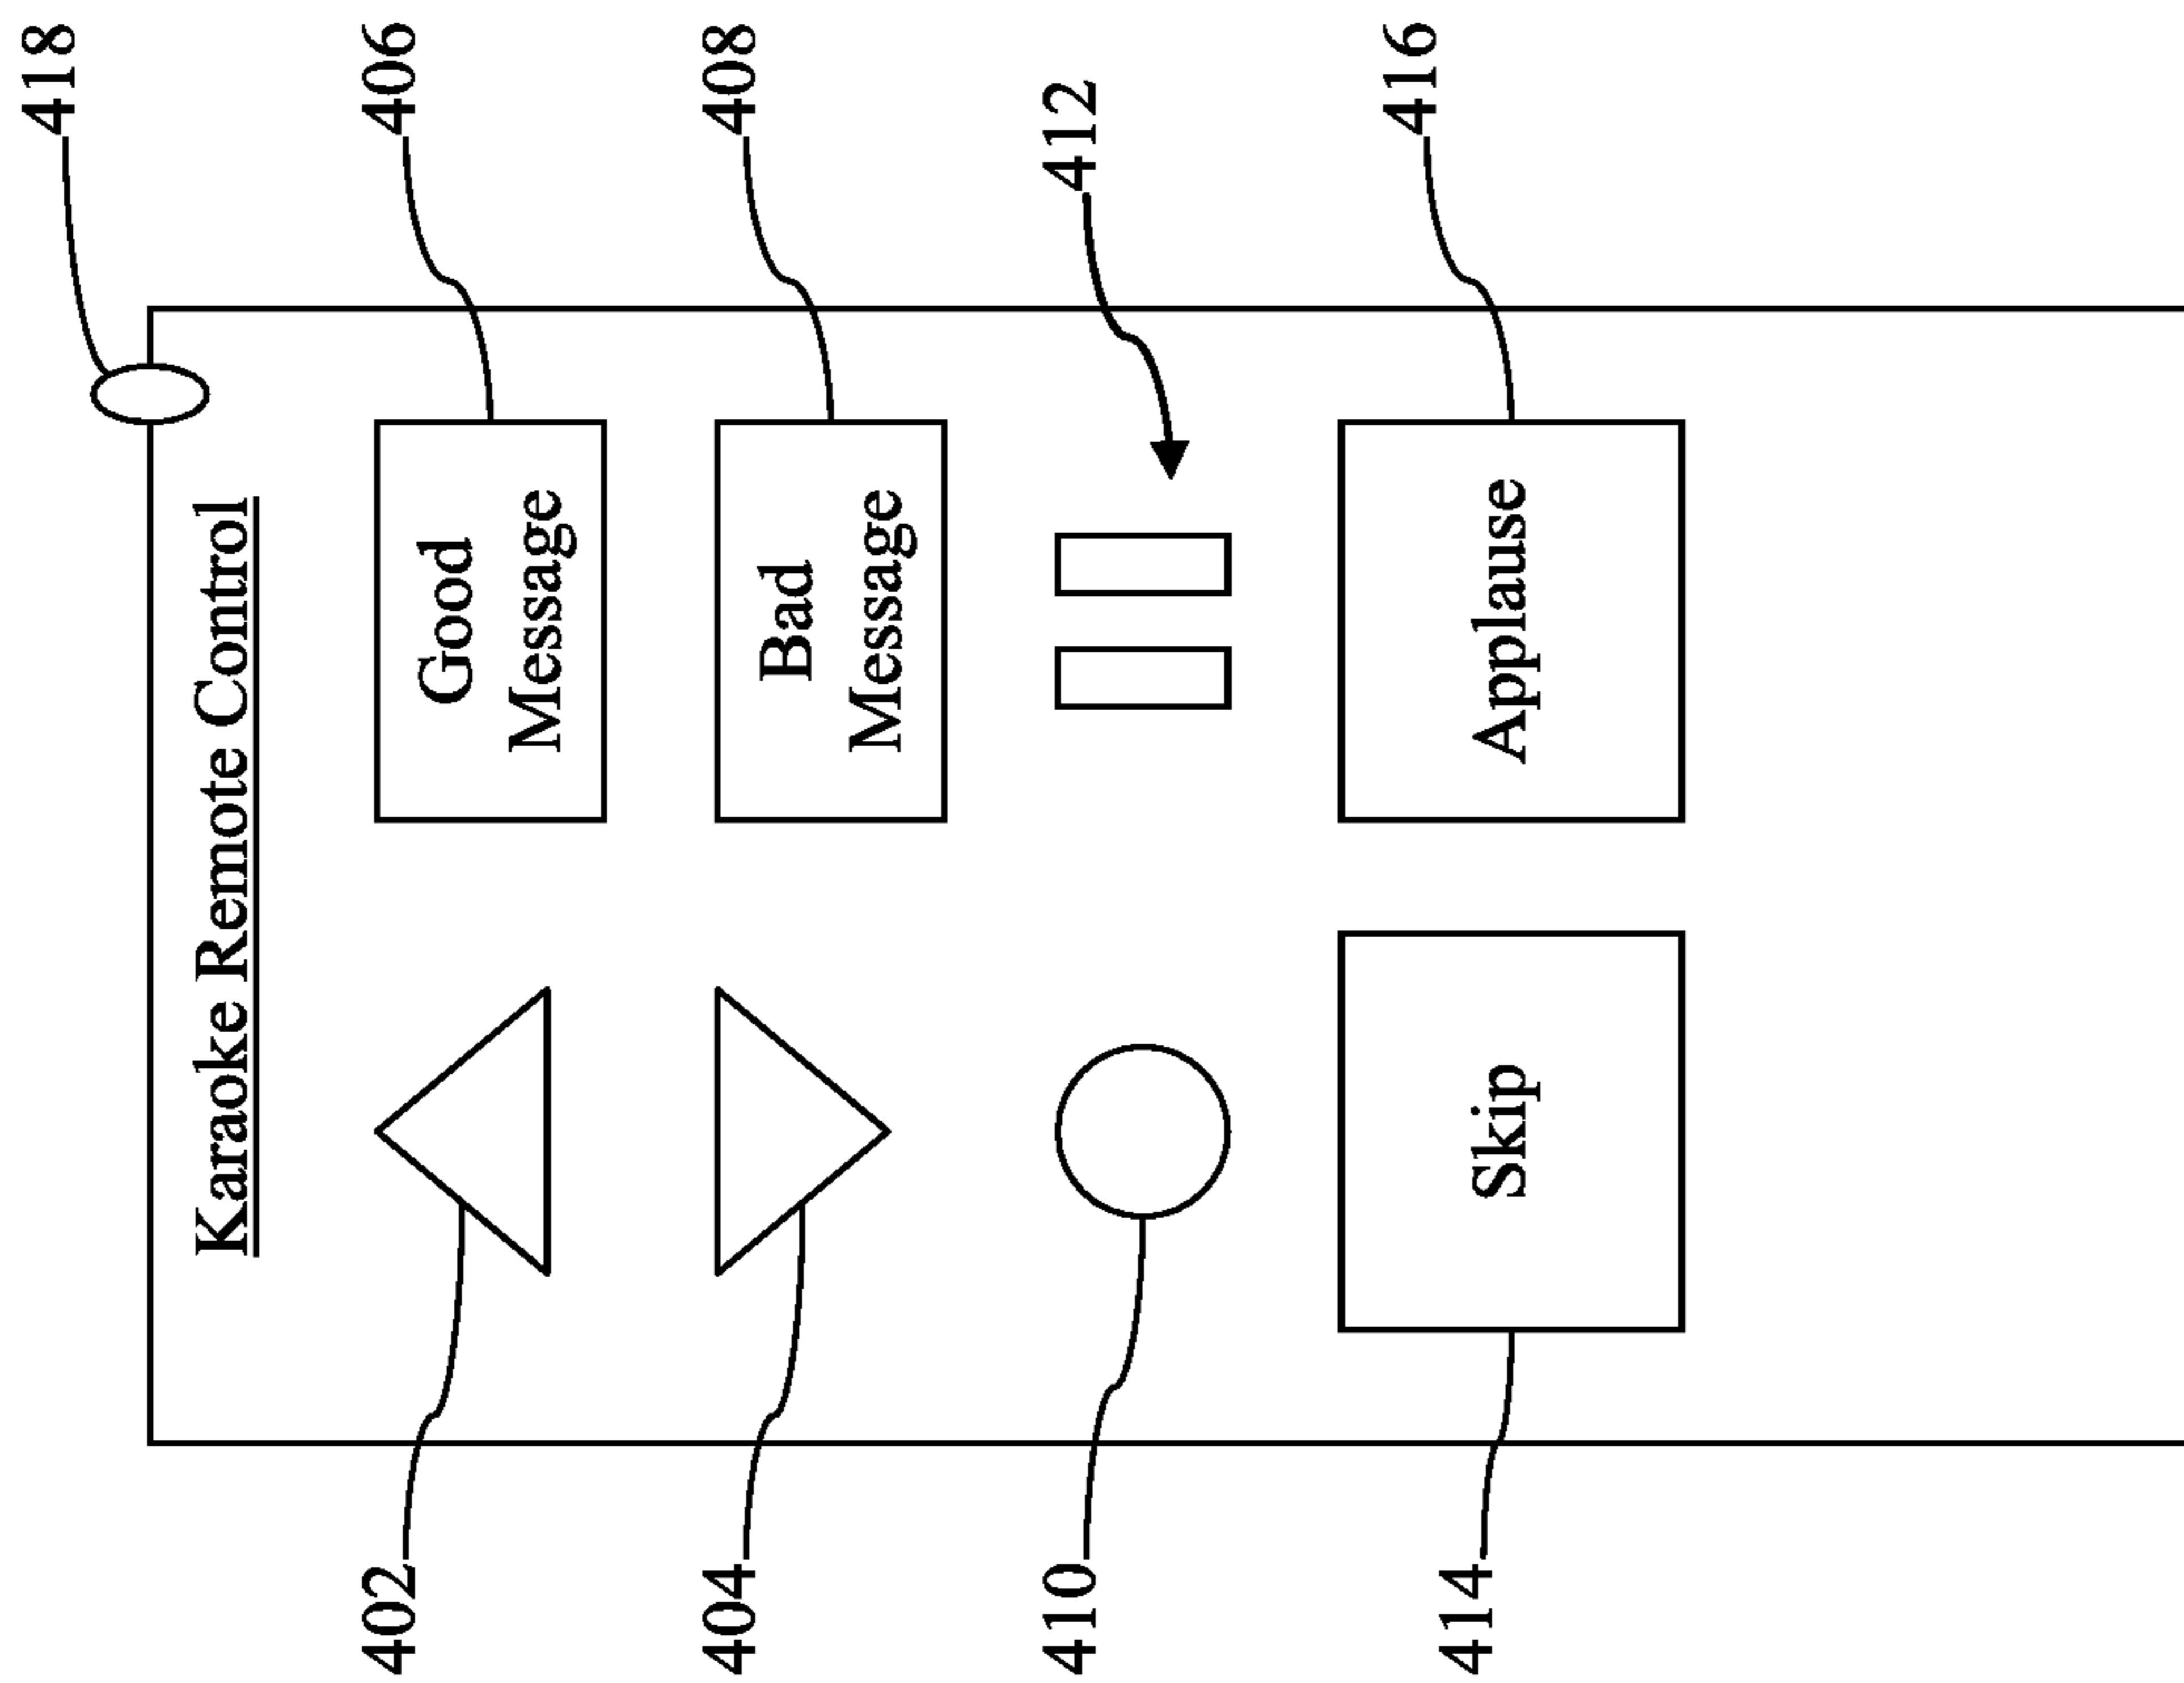 418
Karaoke Remote Control
402
Good
Message
406
404
Bad
Message
408
410
412
414
Skip
Applause
416